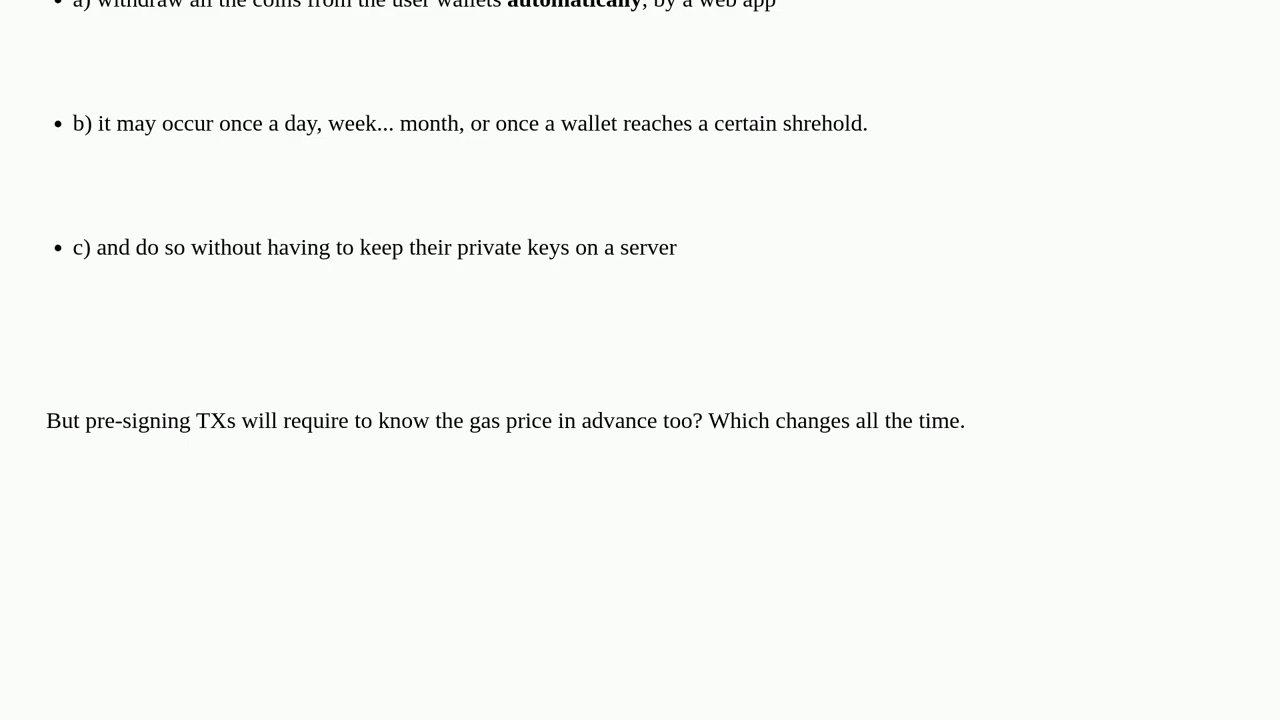 • a) withdraw all the coins from the user wallets automatically, by a web app
• b) it may occur once a day, week... month, or once a wallet reaches a certain shrehold.
• c) and do so without having to keep their private keys on a server
But pre-signing TXs will require to know the gas price in advance too? Which changes all the time.